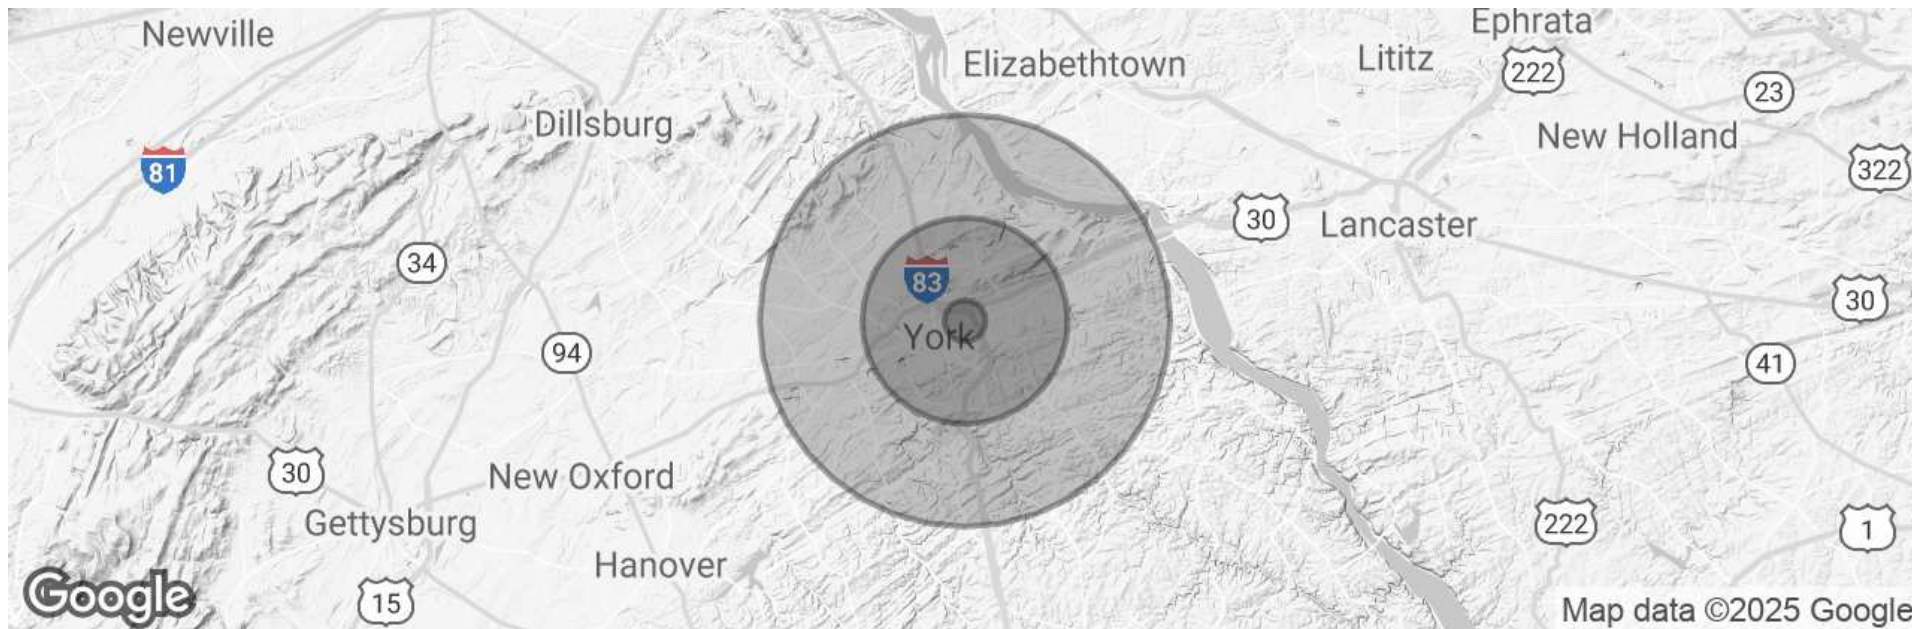 Newville
Ephrata
Elizabethtown
Lititz
222
23
Dillsburg
New Holland
81
322
30
Lancaster
34
83
30
York
94
41
30
New Oxford
Gettysburg
222
1
Hanover
Google
15
Map data ©2025 Google